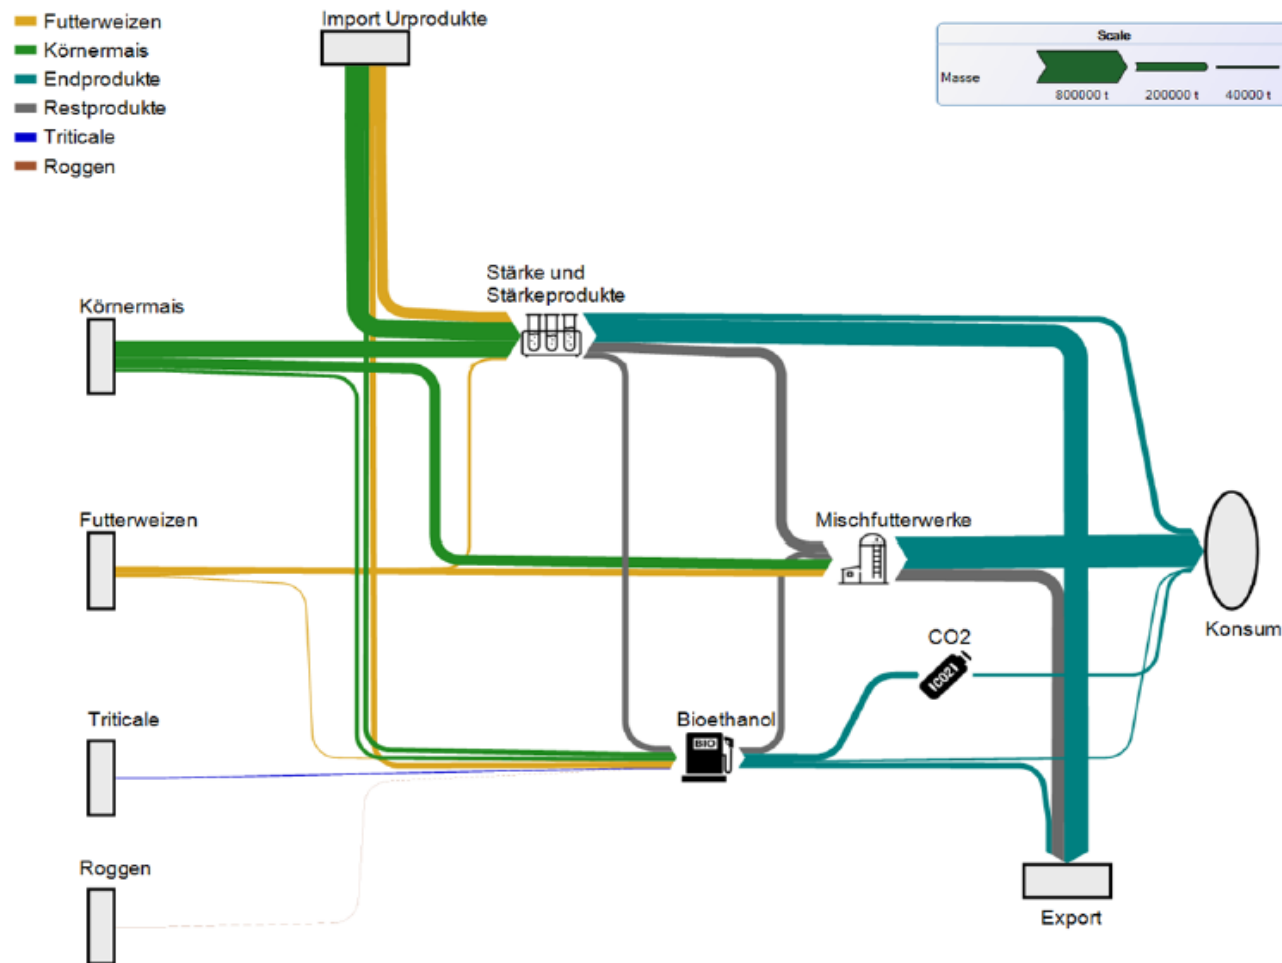 Futterweizen
Körnermais
Endprodukte
Restprodukte
Triticale
Roggen
Import Urprodukte
Scale
Masse
800000 t
200000 t
40000 t
Stärke und
Stärkeprodukte
Körnermais
Futterweizen
Mischfutterwerke
Konsum
CO2
ICO2I
Triticale
Bioethanol
BIO
Roggen
Export